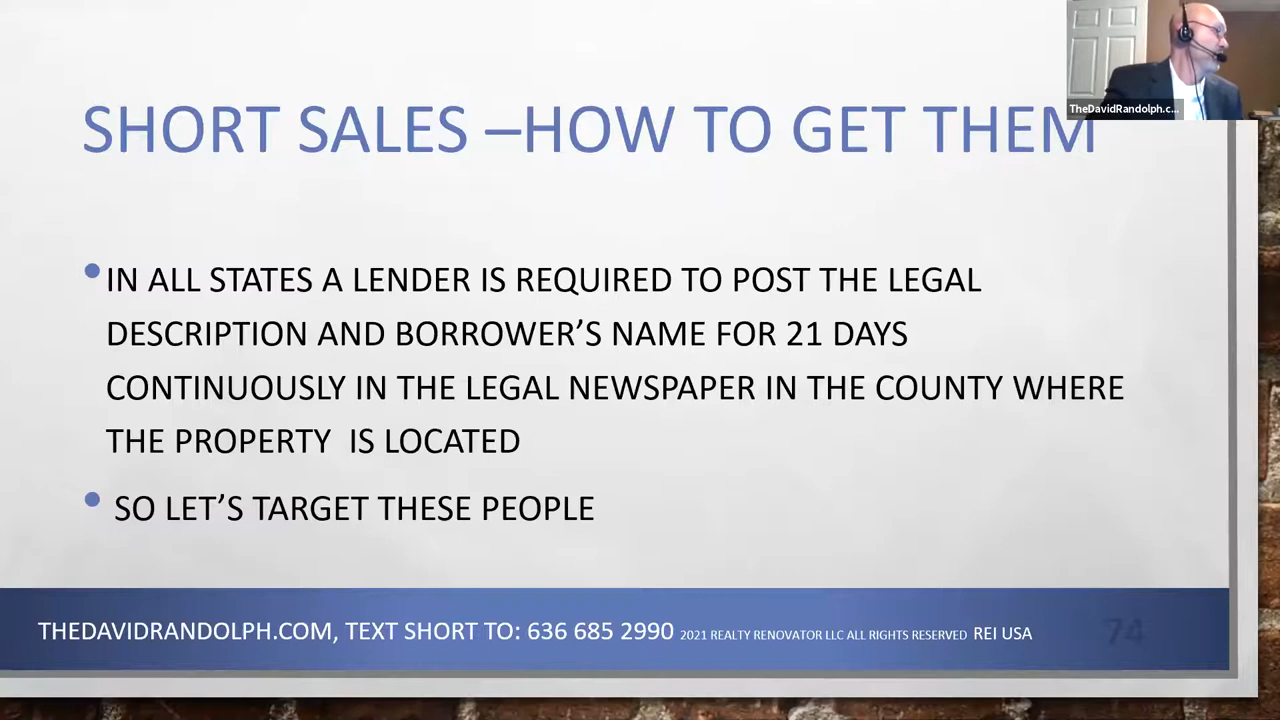 TheDavidRandolph.c...
SHORT SALES –HOW TO GET THEM
•IN ALL STATES A LENDER IS REQUIRED TO POST THE LEGAL
DESCRIPTION AND BORROWER’S NAME FOR 21 DAYS
CONTINUOUSLY IN THE LEGAL NEWSPAPER IN THE COUNTY WHERE
THE PROPERTY IS LOCATED
• SO LET’S TARGET THESE PEOPLE
THEDAVIDRANDOLPH.COM, TEXT SHORT TO: 636 685 2990 2021 REALTY RENOVATOR LLC ALL RIGHTS RESERVED REI USA 74